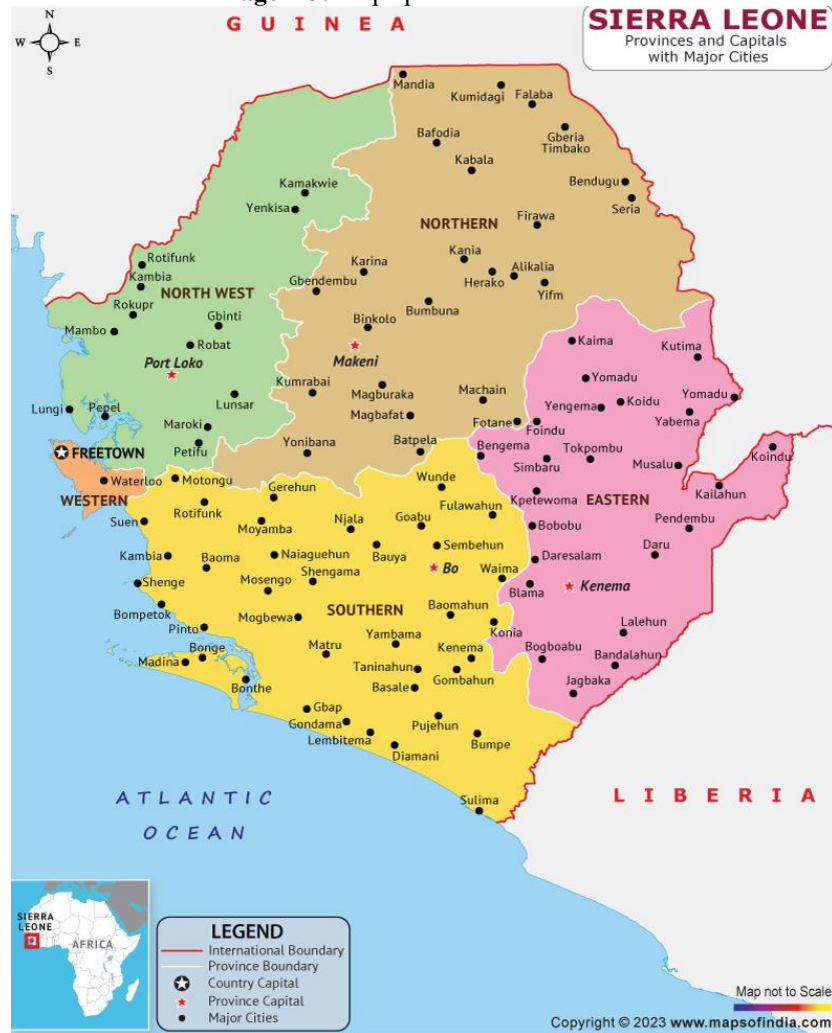 GUINEA
SIERRA LEONE
Provinces and Capitals
with Major Cities
N
W
E
S
Mandia
Kumidagi
Falaba
Bafodia
Gberia
Timbako
Kabala
Kamakwie
Bendugu
Yenkisa
Seria
NORTHERN
Firawa
Rotifunk
Karina
Kania
Kambia
Gbendembu
Herako
Alikalia
NORTH WEST
Yifm
Rokupr
Bumbuna
Gbinti
Binkolo
Mambo
Robat
Kaima
Kutima
Port Loko
Makeni
Kumrabai
Yomadu
Magburaka
Machain
Koidu
Yomadu
Lunsar
Yengema
Lungi
Pepel
Magbafat
Yabema
Maroki
Fotane
Foindu
Petifu
Yonibana
Batpela
Bengema
Tokpombu
Koindu
FREETOWN
Simbaru
Musalu
Waterloo
Motongu
Gerehun
Wunde
Kpetewoma
Kailahun
WESTERN
EASTERN
Rotifunk
Fulawahun
Suen
Moyamba
Njala
Goabu
Bobobu
Pendembu
Kambia
Baoma
Naiaguehun
Bauya
Sembehun
Daresalam
Daru
Shengama
Bo
Waima
Shenge
Mosengo
Blama
Kenema
Bompetok
SOUTHERN
Baomahun
Mogbewa
Pinto
Konia
Lalehun
Yambama
Bonge
Matru
Kenema
Bogboabu
Madina
Taninahun
Gombahun
Bandalahun
Bonthe
Basale
Jagbaka
Gbap
Gondama
Pujehun
Lembitema
Bumpe
Diamani
ATLANTIC
OCEAN
Sulima
LIBERIA
SIERRA
LEONE
AFRICA
LEGEND
International Boundary
Province Boundary
Country Capital
Province Capital
Major Cities
Map not to Scale
Copyright © 2023 www.mapsofindia.com